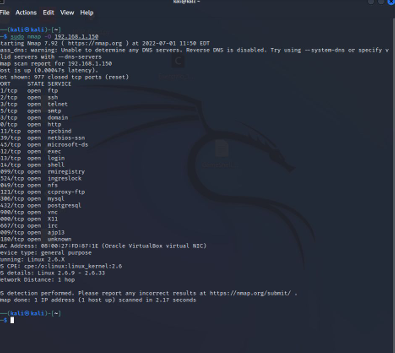 kali@kali:~
File Actions Edit View Help
(kali㉿kali)-[~]
$ sudo nmap -O 192.168.1.150
tarting Nmap 7.92 ( https://nmap.org ) at 2022-07-01 11:50 EDT
ass_dns: warning: Unable to determine any DNS servers. Reverse DNS is disabled. Try using --system-dns or specify v
lid servers with --dns-servers
map scan report for 192.168.1.150
ost is up (0.00047s latency).
ot shown: 977 closed tcp ports (reset)
ORT STATE SERVICE
1/tcp open ftp
2/tcp open ssh
3/tcp open telnet
5/tcp open smtp
3/tcp open domain
0/tcp open http
11/tcp open rpcbind
39/tcp open netbios-ssn
45/tcp open microsoft-ds
12/tcp open exec
13/tcp open login
14/tcp open shell
099/tcp open rmiregistry
524/tcp open ingreslock
049/tcp open nfs
121/tcp open ccproxy-ftp
306/tcp open mysql
432/tcp open postgresql
900/tcp open vnc
000/tcp open X11
667/tcp open irc
009/tcp open ajp13
180/tcp open unknown
AC Address: 08:00:27:FD:87:1E (Oracle VirtualBox virtual NIC)
evice type: general purpose
unning: Linux 2.6.X
S CPE: cpe:/o:linux:linux_kernel:2.6
S details: Linux 2.6.9 - 2.6.33
etwork Distance: 1 hop
S detection performed. Please report any incorrect results at https://nmap.org/submit/ .
map done: 1 IP address (1 host up) scanned in 2.17 seconds
(kali㉿kali)-[~]
$